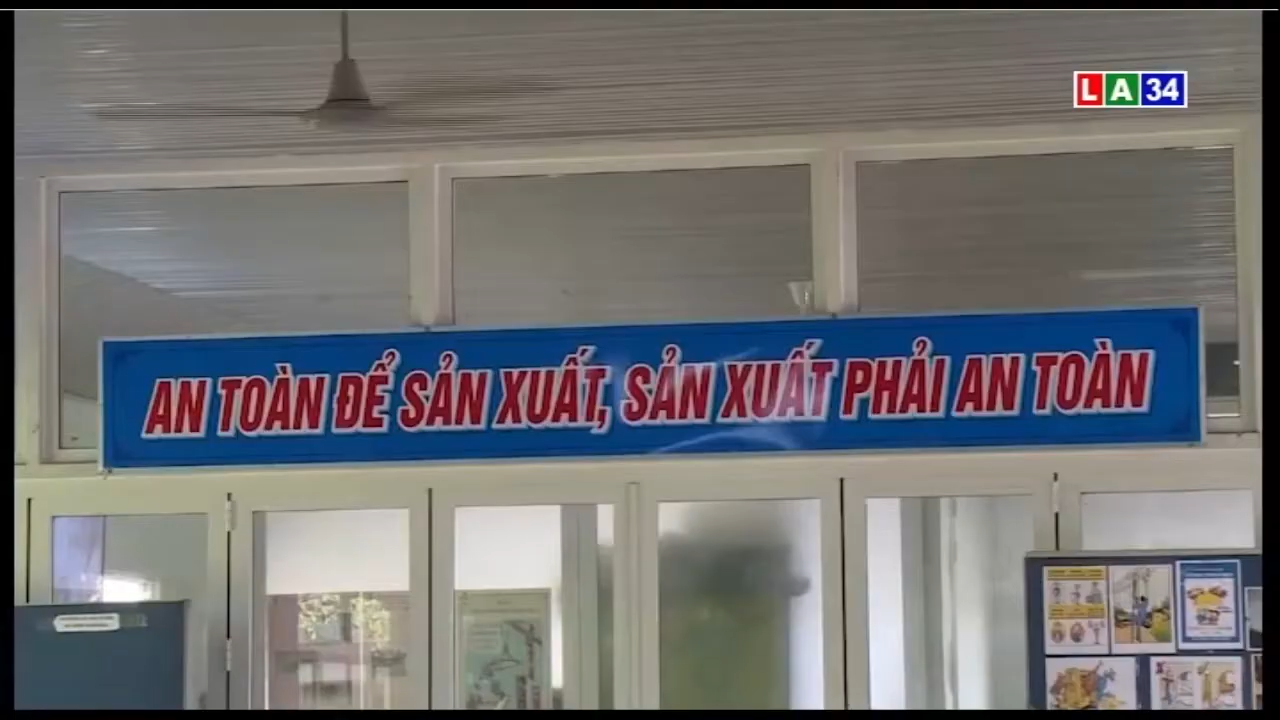 LA34
AN TOÀN ĐỂ SẢN XUẤT, SẢN XUẤT PHẢI AN TOÀN